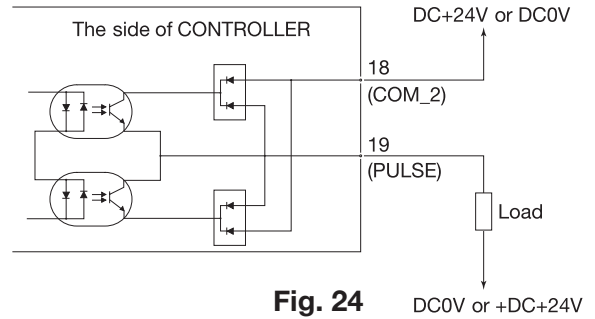 DC+24V or DC0V
The side of CONTROLLER
18
(COM_2)
19
(PULSE)
Load
Fig. 24
DC0V or +DC+24V